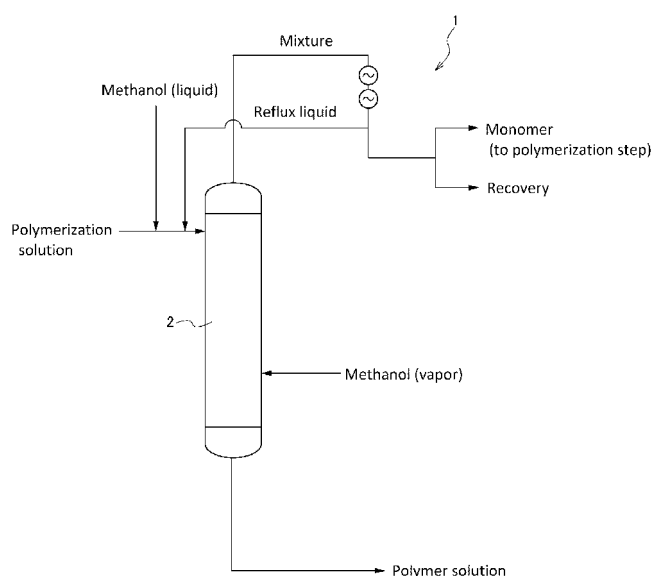 1
Mixture
Methanol (liquid)
Reflux liquid
Monomer
(to polymerization step)
Recovery
Polymerization
solution
2
Methanol (vapor)
Polymer solution